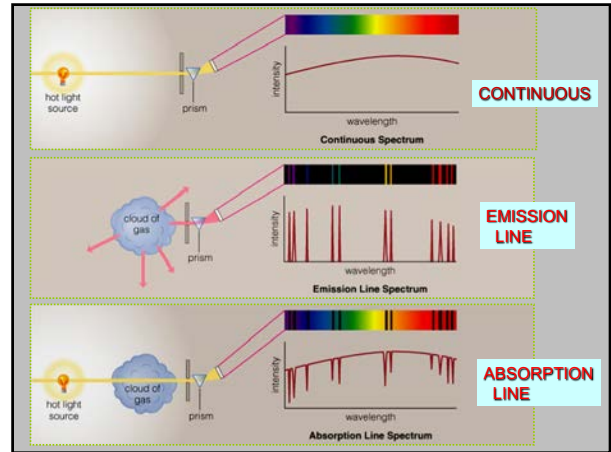 hot light
source
prism
intensity
wavelength
Continuous Spectrum
CONTINUOUS
cloud of
gas
prism
intensity
wavelength
Emission Line Spectrum
EMISSION
LINE
hot light
source
cloud of
gas
prism
intensity
wavelength
Absorption Line Spectrum
ABSORPTION
LINE